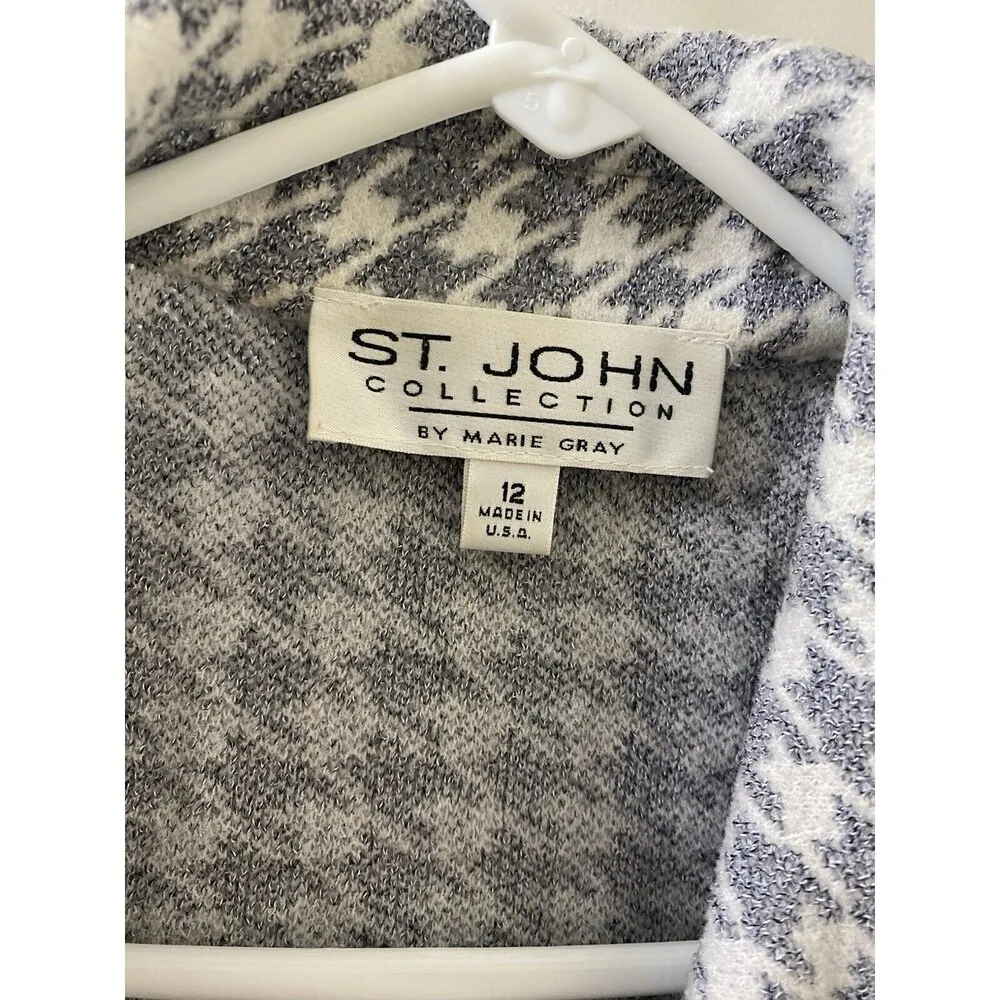 5
ST. JOHN
COLLECTION
BY MARIE GRAY
12
MADE IN
U.S.A.